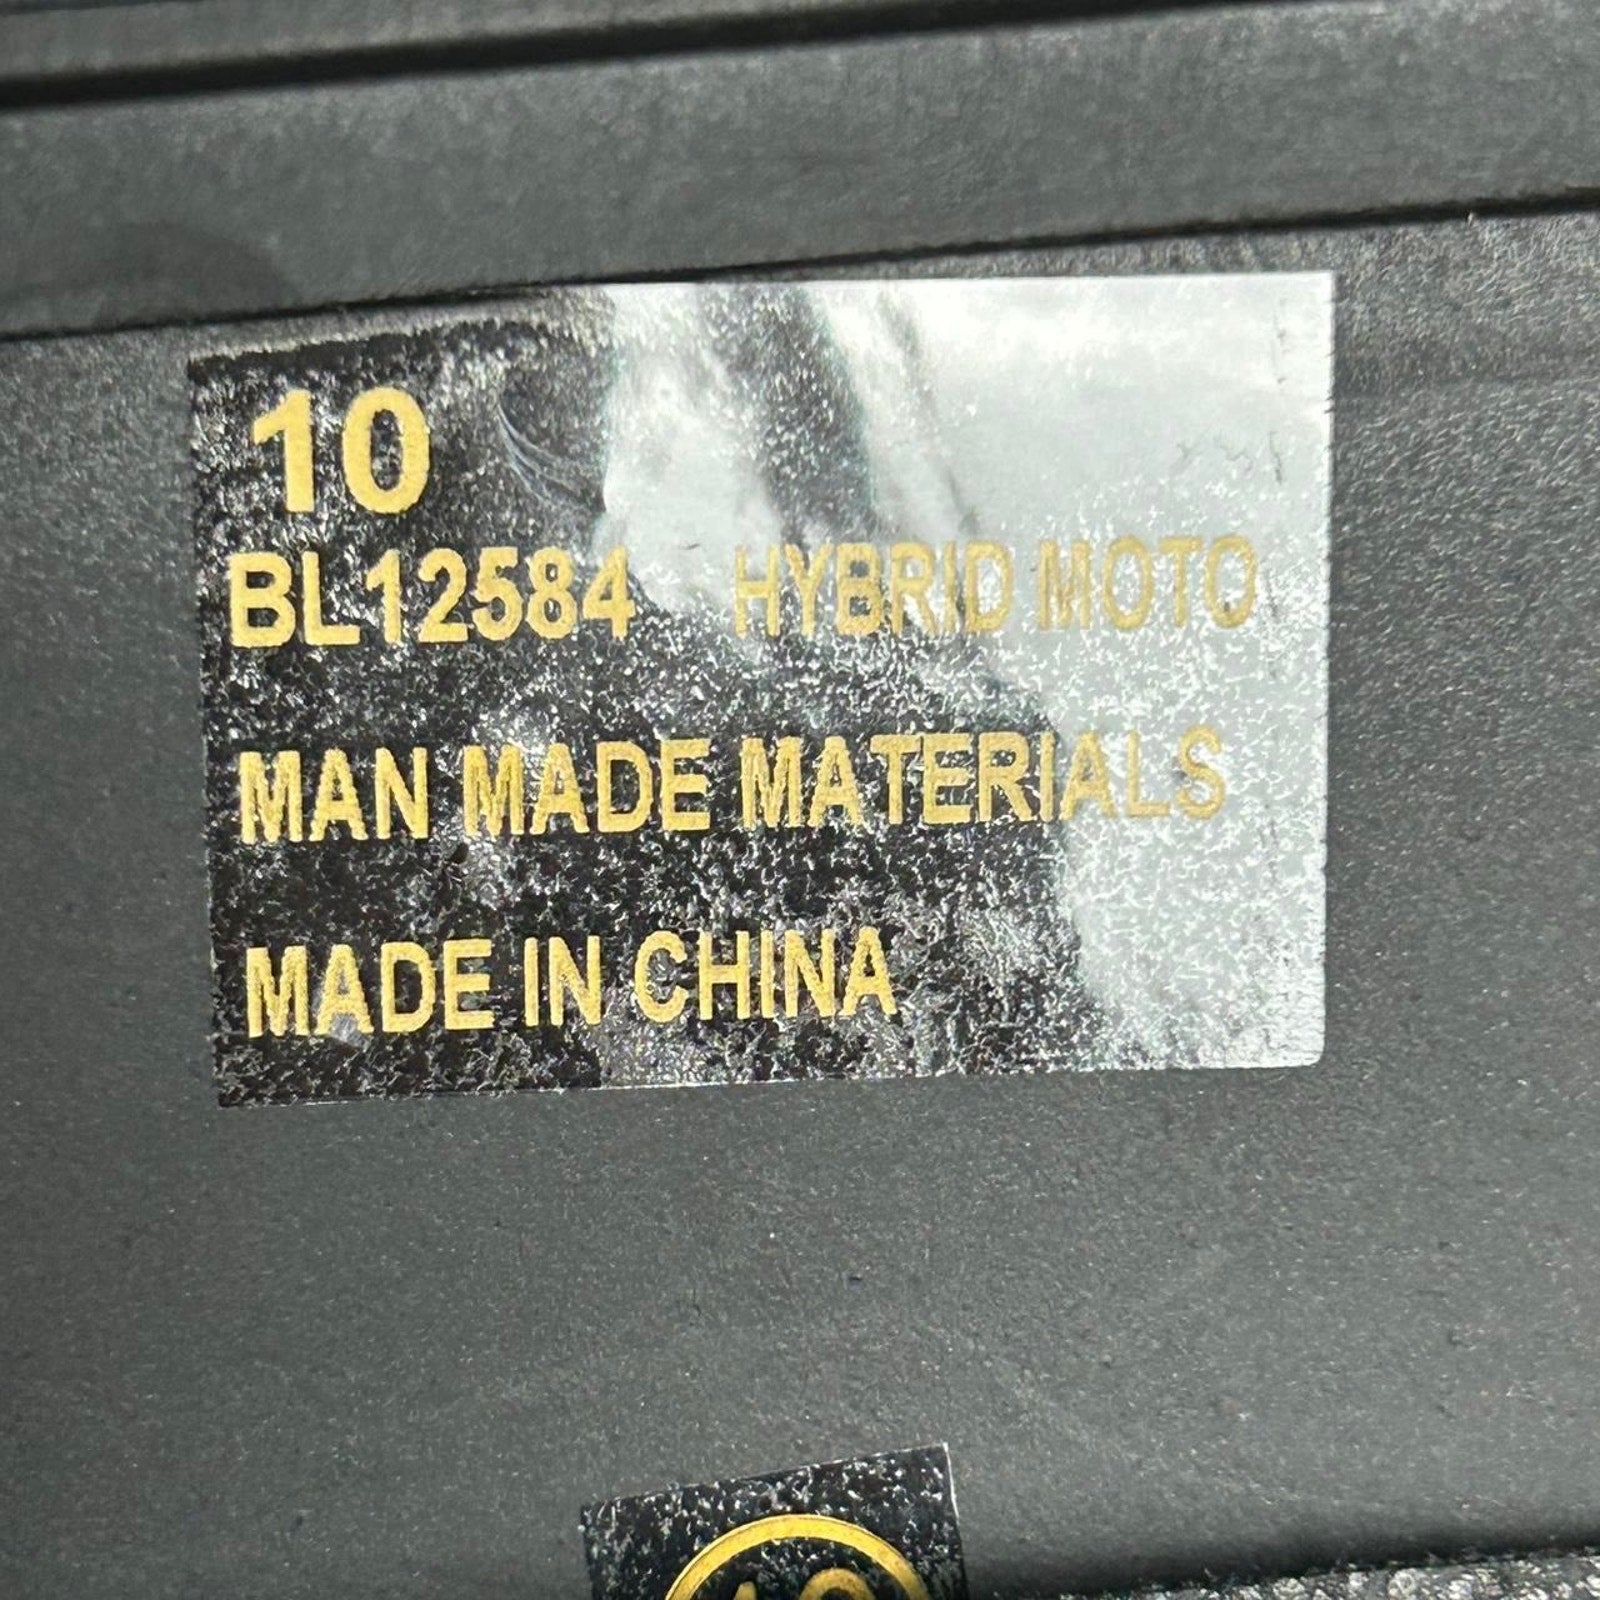 10
BL12584 HYBRID MOTO
MAN MADE MATERIALS
MADE IN CHINA